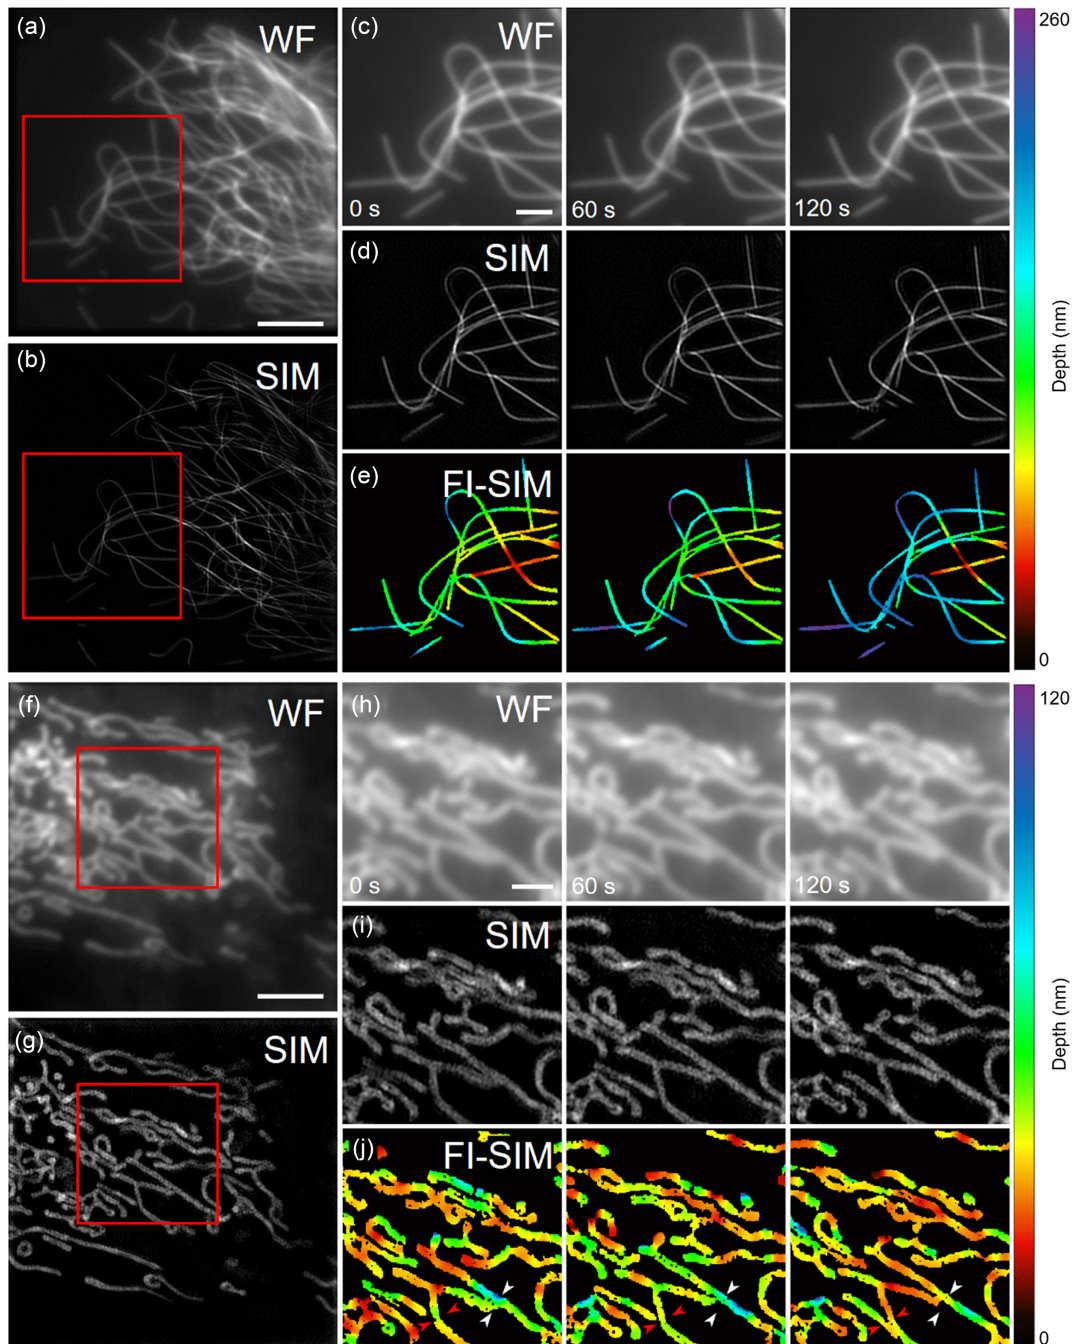 (a)
WF
(b)
SIM
(c)
WF
0 s
60 s
120 s
(d)
SIM
(e)
FI-SIM
260
Depth (nm)
0
(f)
WF
(g)
SIM
(h)
WF
0 s
60 s
120 s
(i)
SIM
(j)
FI-SIM
120
Depth (nm)
0